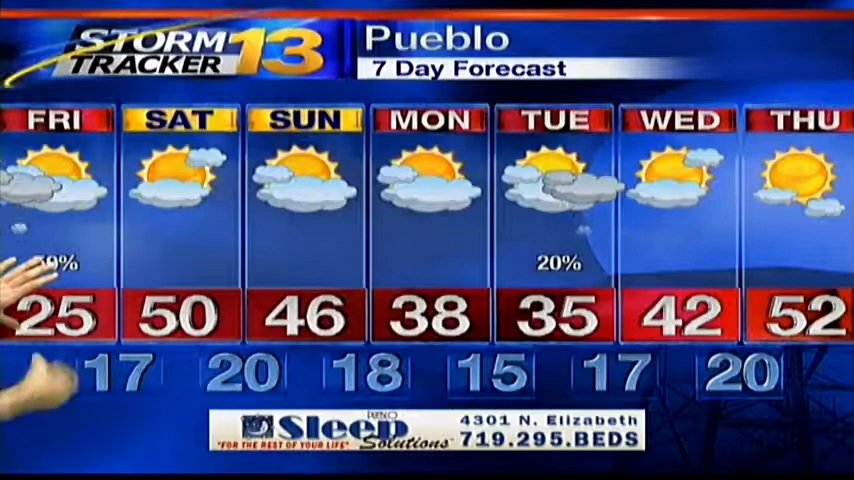 STORM
TRACKER 13
Pueblo
7 Day Forecast
FRI SAT SUN MON TUE WED THU
20%
25 50 46 38 35 42 52
17 20 18 15 17 20
PUEBLO
Sleep
Solutions
"FOR THE REST OF YOUR LIFE"
4301 N. Elizabeth
719.295.BEDS